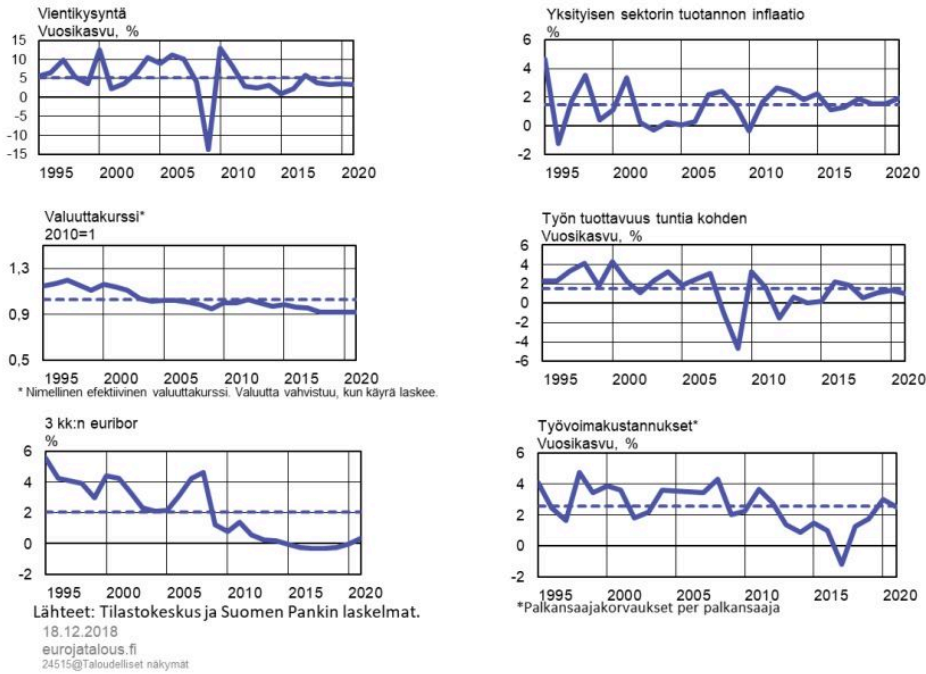 Vientikysyntä
Vuosikasvu, %
15
10
5
0
-5
-10
-15
1995 2000 2005 2010 2015 2020
Yksityisen sektorin tuotannon inflaatio
%
6
4
2
0
-2
1995 2000 2005 2010 2015 2020
Valuuttakurssi*
2010=1
1,3
0,9
0,5
1995 2000 2005 2010 2015 2020
* Nimellinen efektiivinen valuuttakurssi. Valuutta vahvistuu, kun käyrä laskee.
Työn tuottavuus tuntia kohden
Vuosikasvu, %
6
4
2
0
-2
-4
-6
1995 2000 2005 2010 2015 2020
3 kk:n euribor
%
6
4
2
0
-2
1995 2000 2005 2010 2015 2020
Työvoimakustannukset*
Vuosikasvu, %
6
4
2
0
-2
1995 2000 2005 2010 2015 2020
*Palkansaajakorvaukset per palkansaaja
Lähteet: Tilastokeskus ja Suomen Pankin laskelmat.
18.12.2018
eurojatalous.fi
24515@Taloudelliset näkymät